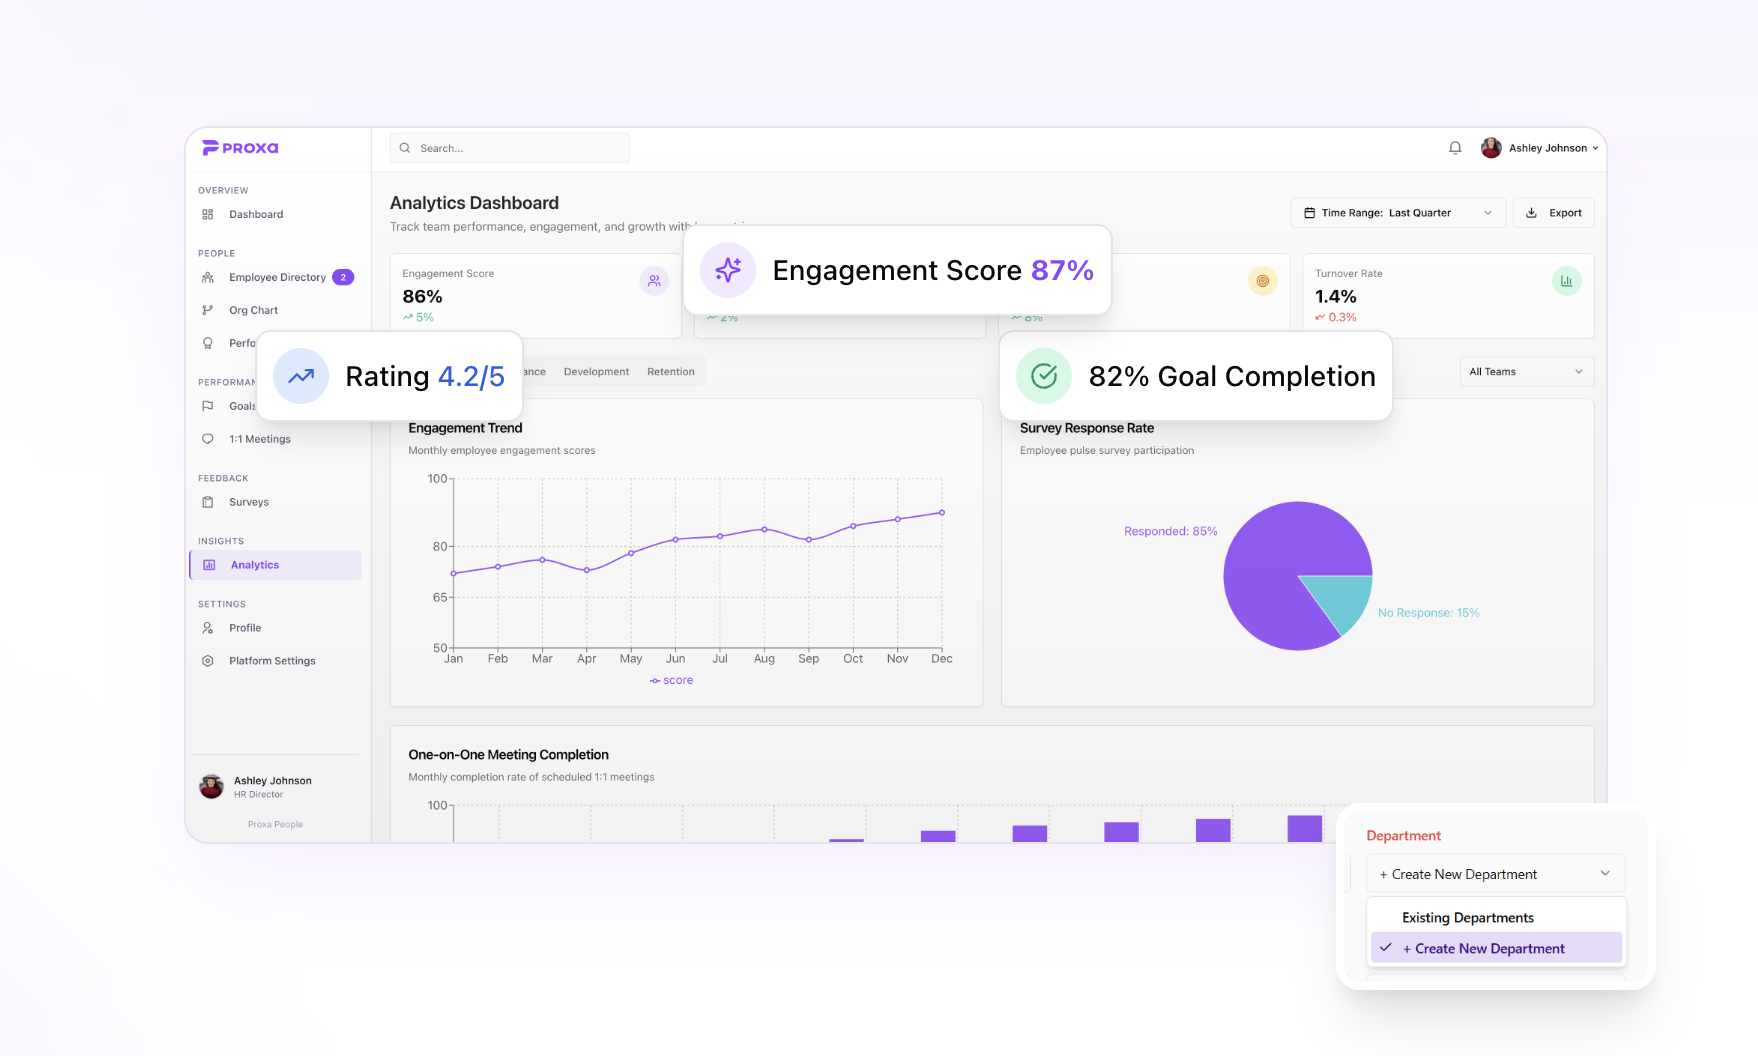 PROXA
Search...
Ashley Johnson
OVERVIEW
Dashboard
PEOPLE
Employee Directory 2
Org Chart
PERFORMAN
Goals
1:1 Meetings
FEEDBACK
Surveys
INSIGHTS
Analytics
SETTINGS
Profile
Platform Settings
Ashley Johnson
HR Director
Proxa People
Analytics Dashboard
Track team performance, engagement, and growth with
Time Range: Last Quarter
Export
Engagement Score
86%
5%
Engagement Score 87%
2%
8%
Turnover Rate
1.4%
0.3%
Rating 4.2/5
Development
Retention
82% Goal Completion
All Teams
Engagement Trend
Monthly employee engagement scores
100
80
65
50
Jan Feb Mar Apr May Jun Jul Aug Sep Oct Nov Dec
score
Survey Response Rate
Employee pulse survey participation
Responded: 85%
No Response: 15%
One-on-One Meeting Completion
Monthly completion rate of scheduled 1:1 meetings
100
Department
+ Create New Department
Existing Departments
+ Create New Department